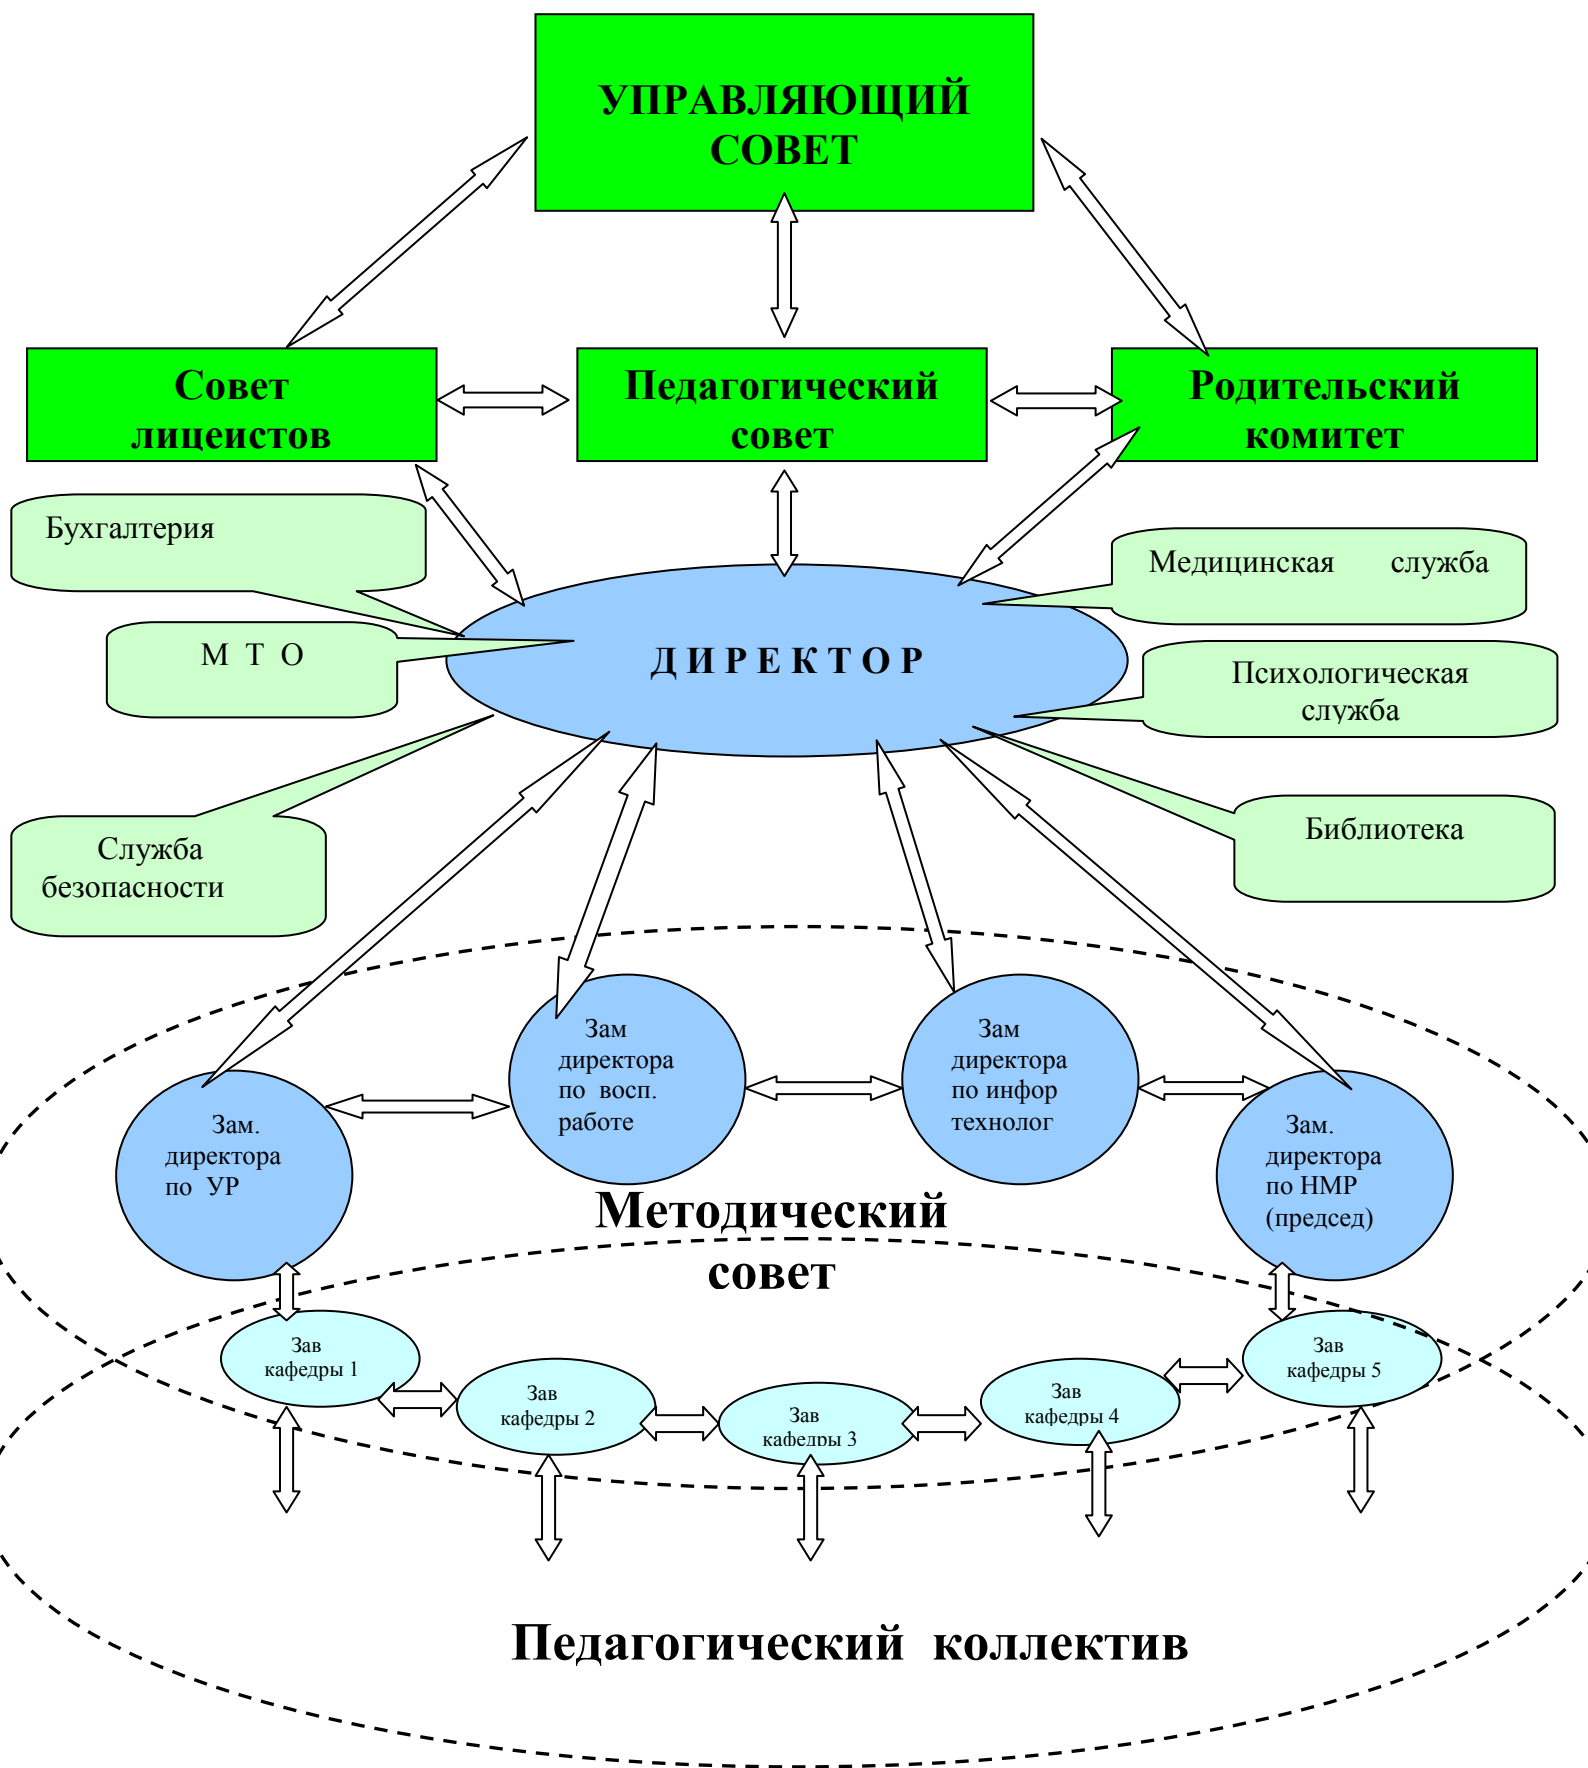 УПРАВЛЯЮЩИЙ
СОВЕТ
Совет
лицеистов
Педагогический
совет
Родительский
комитет
Бухгалтерия
Медицинская служба
М Т О
Д И Р Е К Т О Р
Психологическая
служба
Служба
безопасности
Библиотека
Зам
директора
по восп.
работе
Зам
директора
по инфор
технолог
Зам.
директора
по УР
Зам.
директора
по НМР
(председ)
Методический
совет
Зав
кафедры 1
Зав
кафедры 2
Зав
кафедры 3
Зав
кафедры 4
Зав
кафедры 5
Педагогический коллектив